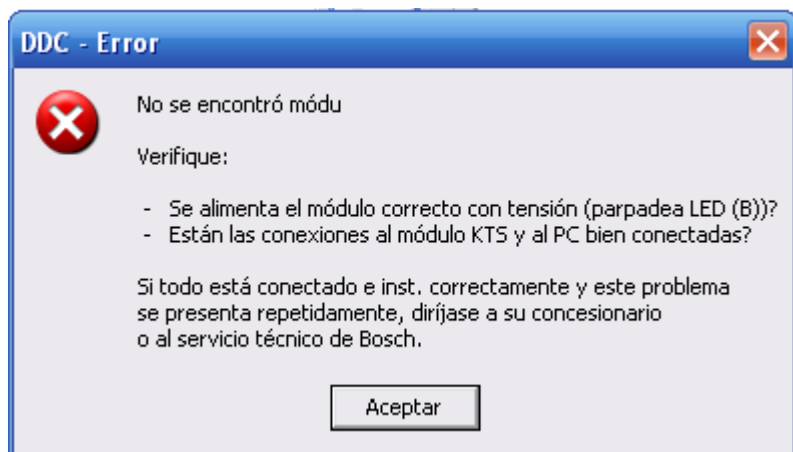 DDC - Error
No se encontró módu
Verifique:
- Se alimenta el módulo correcto con tensión (parpadea LED (B))?
- Están las conexiones al módulo KTS y al PC bien conectadas?
Si todo está conectado e inst. correctamente y este problema
se presenta repetidamente, diríjase a su concesionario
o al servicio técnico de Bosch.
Aceptar